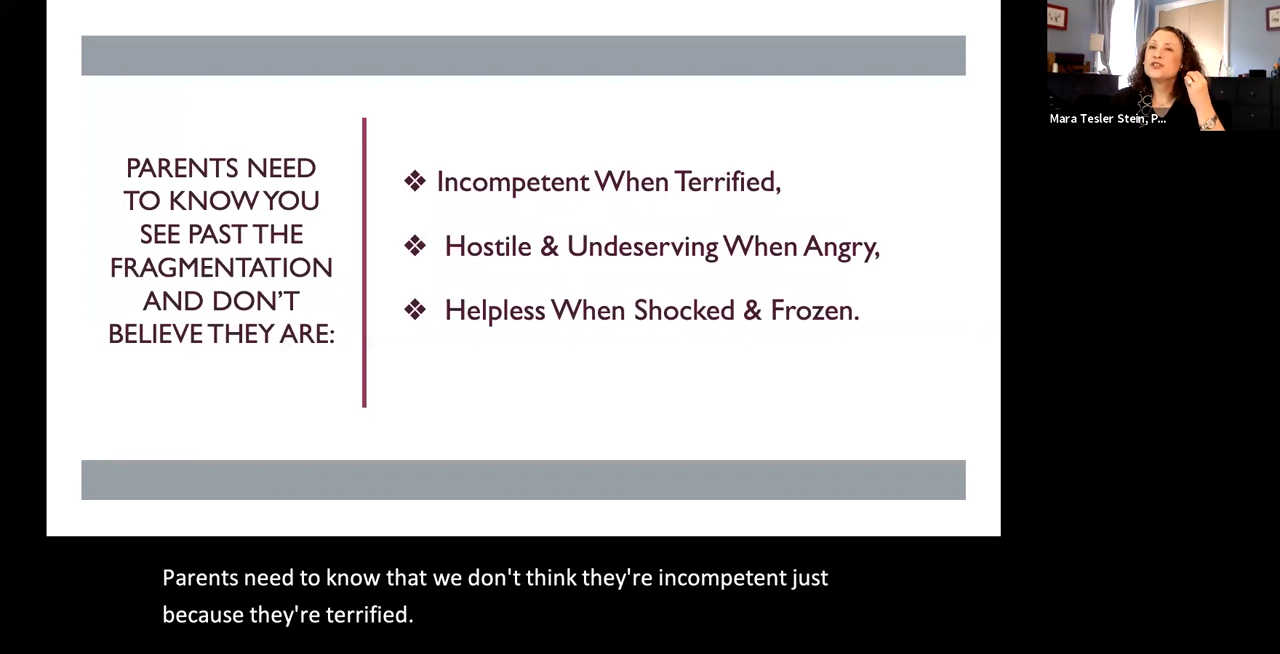 PARENTS NEED
TO KNOW YOU
SEE PAST THE
FRAGMENTATION
AND DON'T
BELIEVE THEY ARE:
❖ Incompetent When Terrified,
❖ Hostile & Undeserving When Angry,
❖ Helpless When Shocked & Frozen.
Mara Tesler Stein, P...
Parents need to know that we don't think they're incompetent just
because they're terrified.